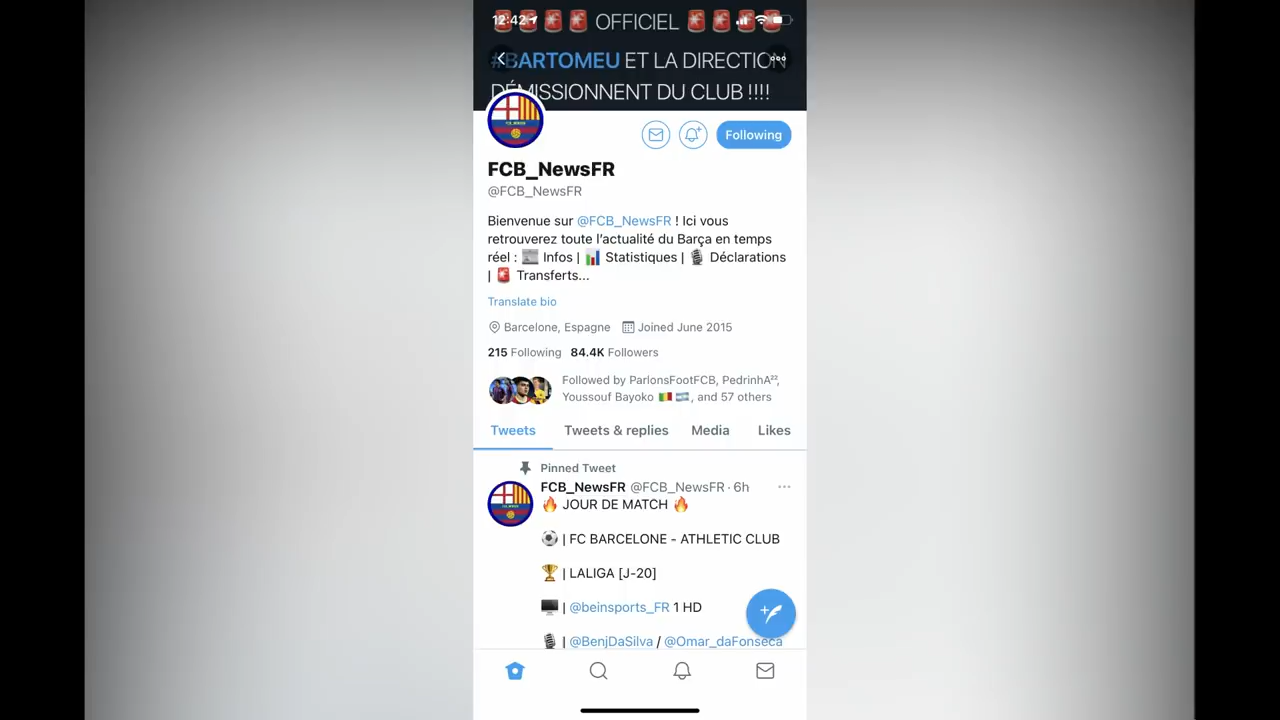 12:42
OFFICIEL
#BARTOMEU ET LA DIRECTION
DÉMISSIONNENT DU CLUB !!!!
Following
FCB_NewsFR
@FCB_NewsFR
Bienvenue sur @FCB_NewsFR ! Ici vous
retrouverez toute l'actualité du Barça en temps
réel : 📰 Infos | 📊 Statistiques | 🎙 Déclarations
| 🚨 Transferts...
Translate bio
Barcelone, Espagne Joined June 2015
215 Following 84.4K Followers
Followed by ParlonsFootFCB, PedrinhA²²,
Youssouf Bayoko 🇲🇱 🇦🇷, and 57 others
Tweets Tweets & replies Media Likes
Pinned Tweet
FCB_NewsFR @FCB_NewsFR · 6h
🔥 JOUR DE MATCH 🔥
⚽ | FC BARCELONE - ATHLETIC CLUB
🏆 | LALIGA [J-20]
🖥 | @beinsports_FR 1 HD
🎙 | @BenjDaSilva / @Omar_daFonseca